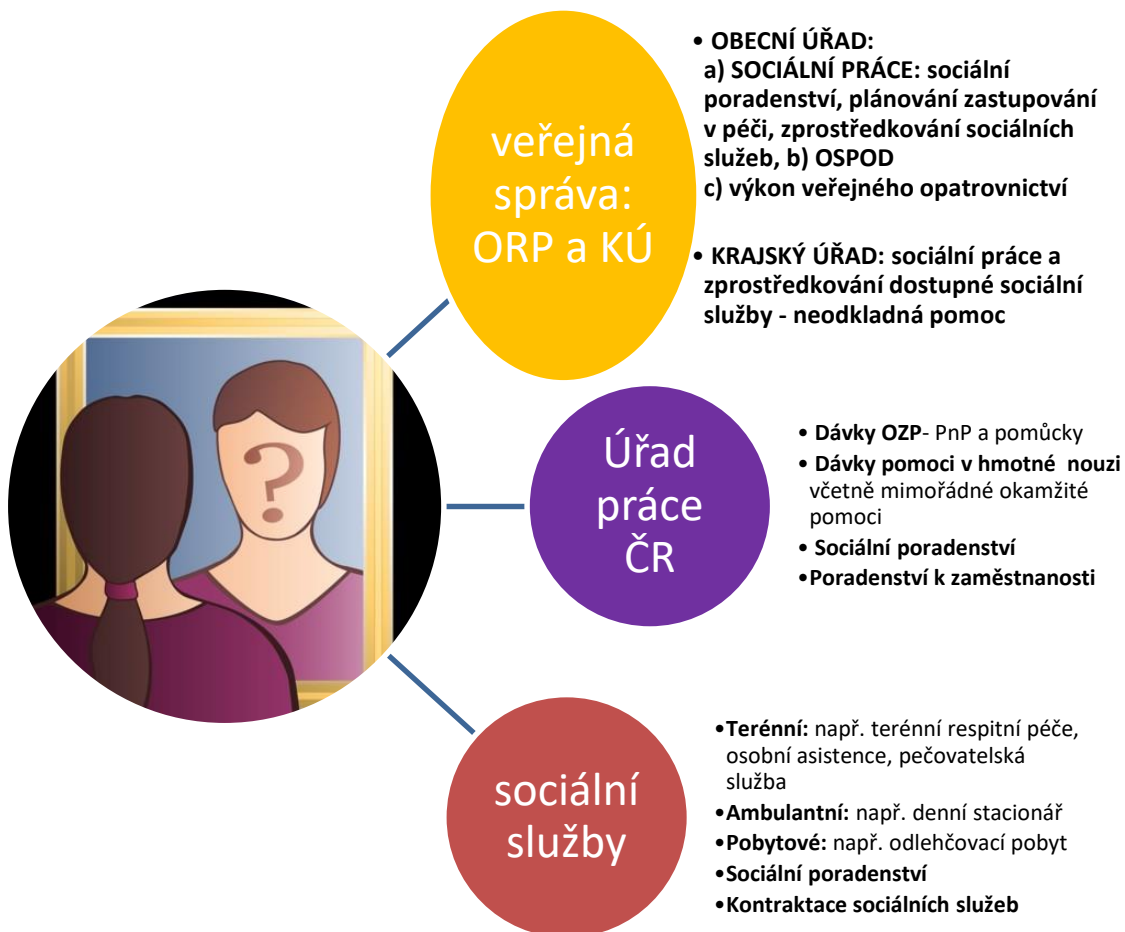 veřejná
správa:
ORP a KÚ
• OBECNÍ ÚŘAD:
a) SOCIÁLNÍ PRÁCE: sociální
poradenství, plánování zastupování
v péči, zprostředkování sociálních
služeb, b) OSPOD
c) výkon veřejného opatrovnictví
• KRAJSKÝ ÚŘAD: sociální práce a
zprostředkování dostupné sociální
služby - neodkladná pomoc
?
Úřad
práce
ČR
• Dávky OZP- PnP a pomůcky
• Dávky pomoci v hmotné nouzi
včetně mimořádné okamžité
pomoci
• Sociální poradenství
• Poradenství k zaměstnanosti
sociální
služby
•Terénní: např. terénní respitní péče,
osobní asistence, pečovatelská
služba
•Ambulantní: např. denní stacionář
•Pobytové: např. odlehčovací pobyt
•Sociální poradenství
•Kontraktace sociálních služeb